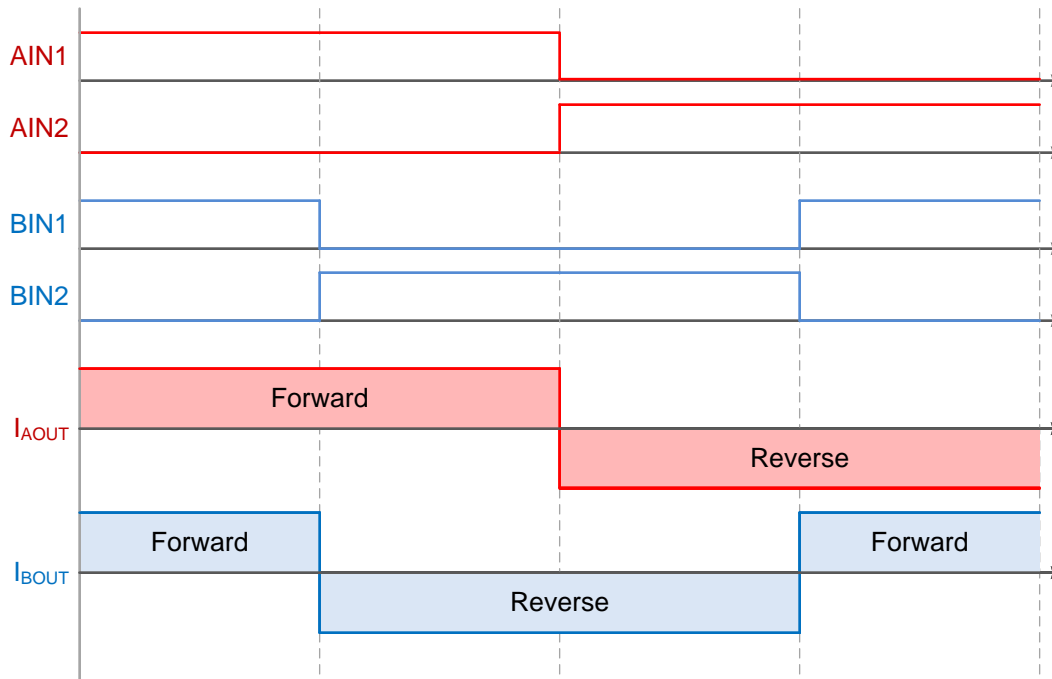 AIN1
AIN2
BIN1
BIN2
Forward
IAOUT
Reverse
Forward
Forward
IBOUT
Reverse